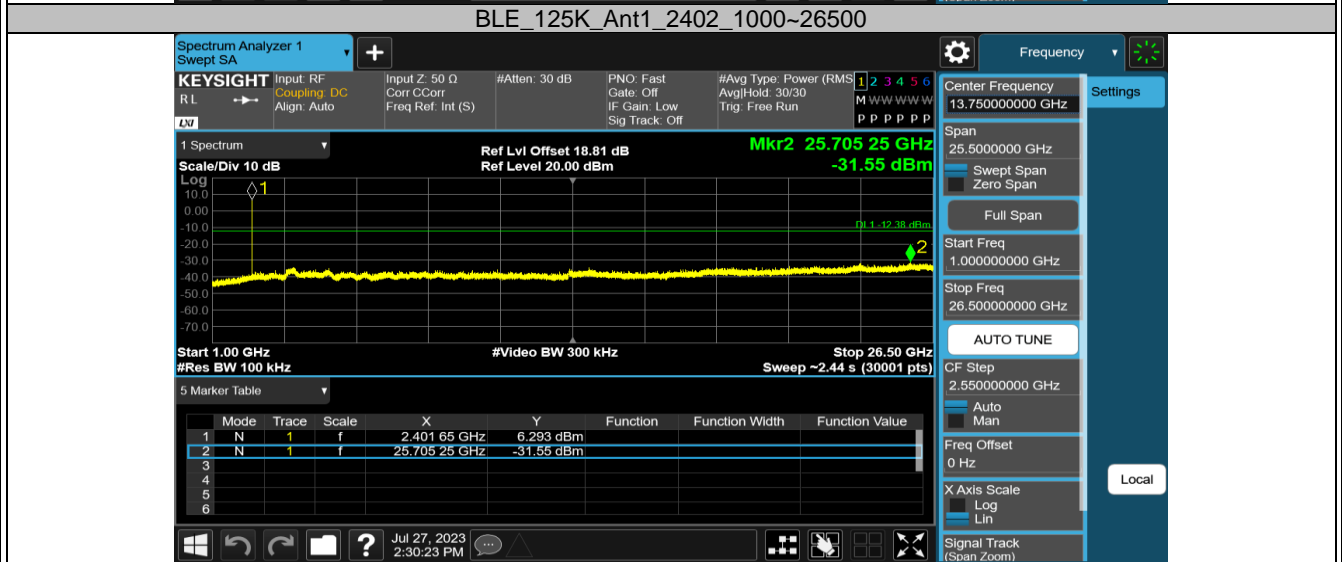 (Span Zoom)
BLE_125K_Ant1_2402_1000~26500
Spectrum Analyzer 1
Swept SA
Frequency
KEYSIGHT
R L
LXI
Input: RF
Coupling: DC
Align: Auto
Input Z: 50 Ω
Corr CCorr
Freq Ref: Int (S)
#Atten: 30 dB
PNO: Fast
Gate: Off
IF Gain: Low
Sig Track: Off
#Avg Type: Power (RMS
Avg|Hold: 30/30
Trig: Free Run
1 2 3 4 5 6
M W W W W W
P P P P P P
1 Spectrum
Scale/Div 10 dB
Ref Lvl Offset 18.81 dB
Ref Level 20.00 dBm
Mkr2 25.705 25 GHz
-31.55 dBm
Log
10.0
0.00
-10.0
-20.0
-30.0
-40.0
-50.0
-60.0
-70.0
1
DL1 -12.38 dBm
2
Start 1.00 GHz
#Video BW 300 kHz
Stop 26.50 GHz
#Res BW 100 kHz
Sweep ~2.44 s (30001 pts)
5 Marker Table
Mode Trace Scale X Y Function Function Width Function Value
1 N 1 f 2.401 65 GHz 6.293 dBm
2 N 1 f 25.705 25 GHz -31.55 dBm
3
4
5
6
Jul 27, 2023
2:30:23 PM
Center Frequency
13.750000000 GHz
Settings
Span
25.5000000 GHz
Swept Span
Zero Span
Full Span
Start Freq
1.000000000 GHz
Stop Freq
26.500000000 GHz
AUTO TUNE
CF Step
2.550000000 GHz
Auto
Man
Freq Offset
0 Hz
Local
X Axis Scale
Log
Lin
Signal Track
(Span Zoom)